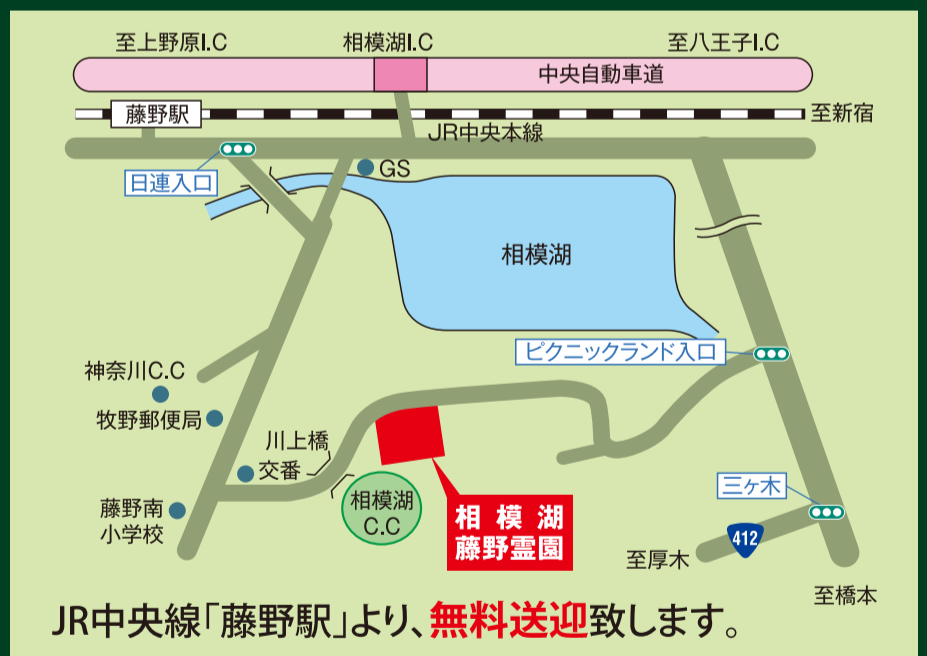 至上野原I.C
相模湖I.C
至八王子I.C
中央自動車道
藤野駅
至新宿
JR中央本線
日連入口
GS
相模湖
ピクニックランド入口
神奈川C.C
牧野郵便局
川上橋
交番
三ヶ木
相模湖
C.C
相模湖
藤野霊園
藤野南
小学校
412
至厚木
至橋本
JR中央線「藤野駅」より、無料送迎致します。